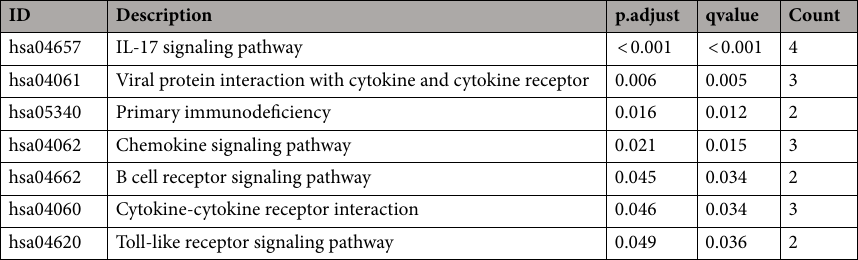 ID Description p.adjust qvalue Count
hsa04657 IL-17 signaling pathway <0.001 <0.001 4
hsa04061 Viral protein interaction with cytokine and cytokine receptor 0.006 0.005 3
hsa05340 Primary immunodeficiency 0.016 0.012 2
hsa04062 Chemokine signaling pathway 0.021 0.015 3
hsa04662 B cell receptor signaling pathway 0.045 0.034 2
hsa04060 Cytokine-cytokine receptor interaction 0.046 0.034 3
hsa04620 Toll-like receptor signaling pathway 0.049 0.036 2